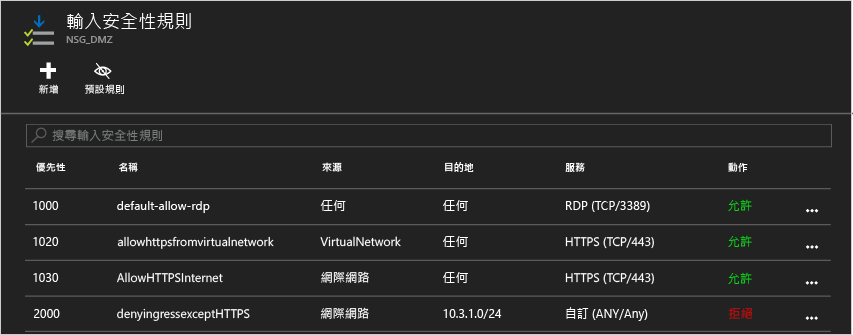 輸入安全性規則
NSG_DMZ
新增 預設規則
搜尋輸入安全性規則
優先性 名稱 來源 目的地 服務 動作
1000 default-allow-rdp 任何 任何 RDP (TCP/3389) 允許
1020 allowhttpsfromvirtualnetwork VirtualNetwork 任何 HTTPS (TCP/443) 允許
1030 AllowHTTPSInternet 網際網路 任何 HTTPS (TCP/443) 允許
2000 denyingressexceptHTTPS 網際網路 10.3.1.0/24 自訂 (ANY/Any) 拒絕